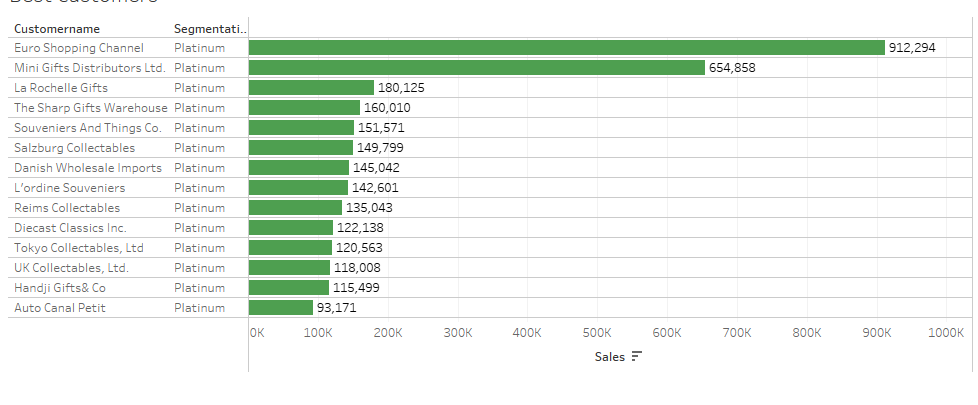 Best customers
Customername Segmentati..
Euro Shopping Channel Platinum 912,294
Mini Gifts Distributors Ltd. Platinum 654,858
La Rochelle Gifts Platinum 180,125
The Sharp Gifts Warehouse Platinum 160,010
Souveniers And Things Co. Platinum 151,571
Salzburg Collectables Platinum 149,799
Danish Wholesale Imports Platinum 145,042
L'ordine Souveniers Platinum 142,601
Reims Collectables Platinum 135,043
Diecast Classics Inc. Platinum 122,138
Tokyo Collectables, Ltd Platinum 120,563
UK Collectables, Ltd. Platinum 118,008
Handji Gifts& Co Platinum 115,499
Auto Canal Petit Platinum 93,171
0K 100K 200K 300K 400K 500K 600K 700K 800K 900K 1000K
Sales